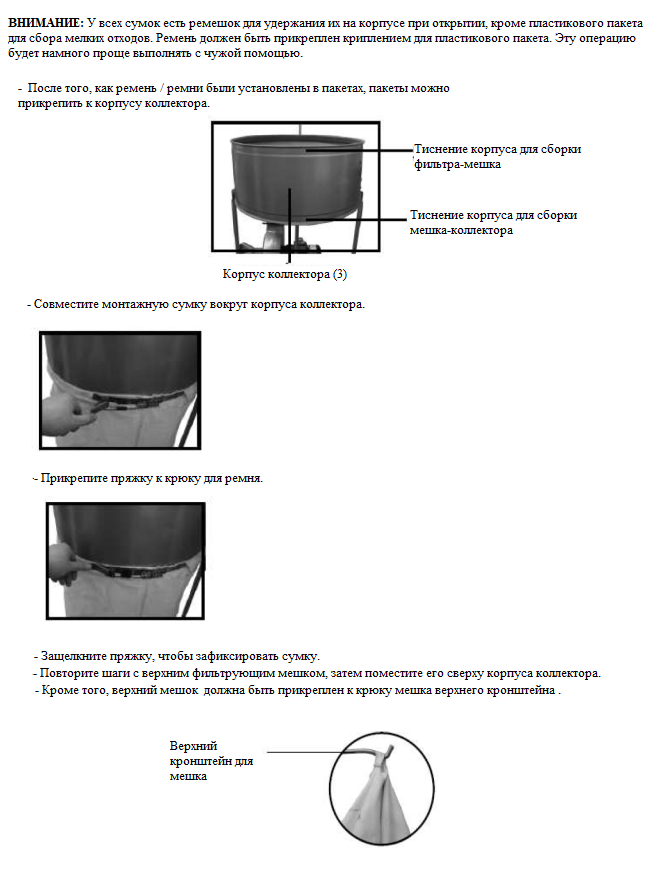 ВНИМАНИЕ: У всех сумок есть ремешок для удержания их на корпусе при открытии, кроме пластикового пакета
для сбора мелких отходов. Ремень должен быть прикреплен криплением для пластикового пакета. Эту операцию
будет намного проще выполнять с чужой помощью.
- После того, как ремень / ремни были установлены в пакетах, пакеты можно
прикрепить к корпусу коллектора.
Тиснение корпуса для сборки
фильтра-мешка
Тиснение корпуса для сборки
мешка-коллектора
Корпус коллектора (3)
- Совместите монтажную сумку вокруг корпуса коллектора.
- Прикрепите пряжку к крюку для ремня.
- Защелкните пряжку, чтобы зафиксировать сумку.
- Повторите шаги с верхним фильтрующим мешком, затем поместите его сверху корпуса коллектора.
- Кроме того, верхний мешок должна быть прикреплен к крюку мешка верхнего кронштейна .
Верхний
кронштейн для
мешка